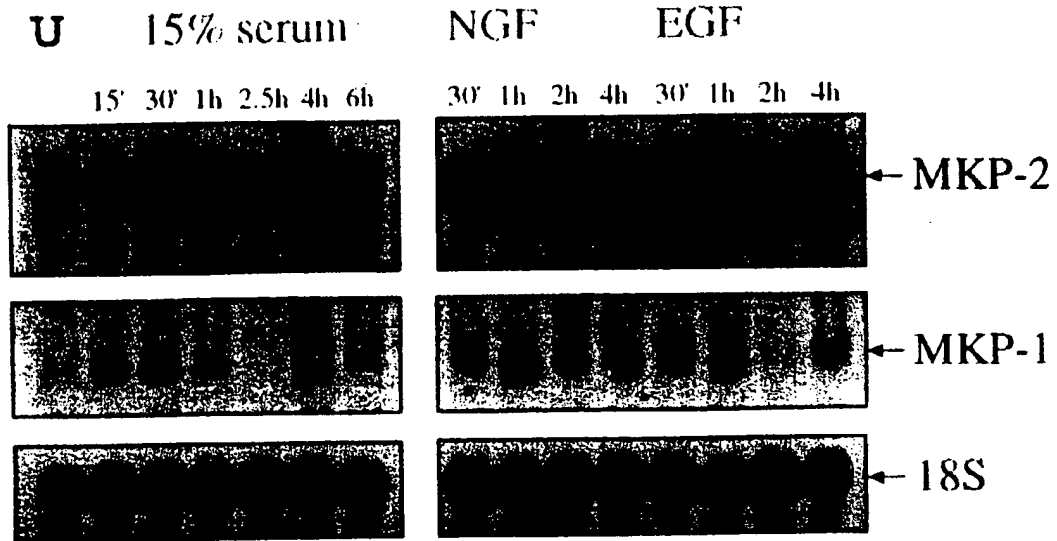 U 15% serum NGF EGF
15' 30' 1h 2.5h 4h 6h 30' 1h 2h 4h 30' 1h 2h 4h
MKP-2
MKP-1
18S